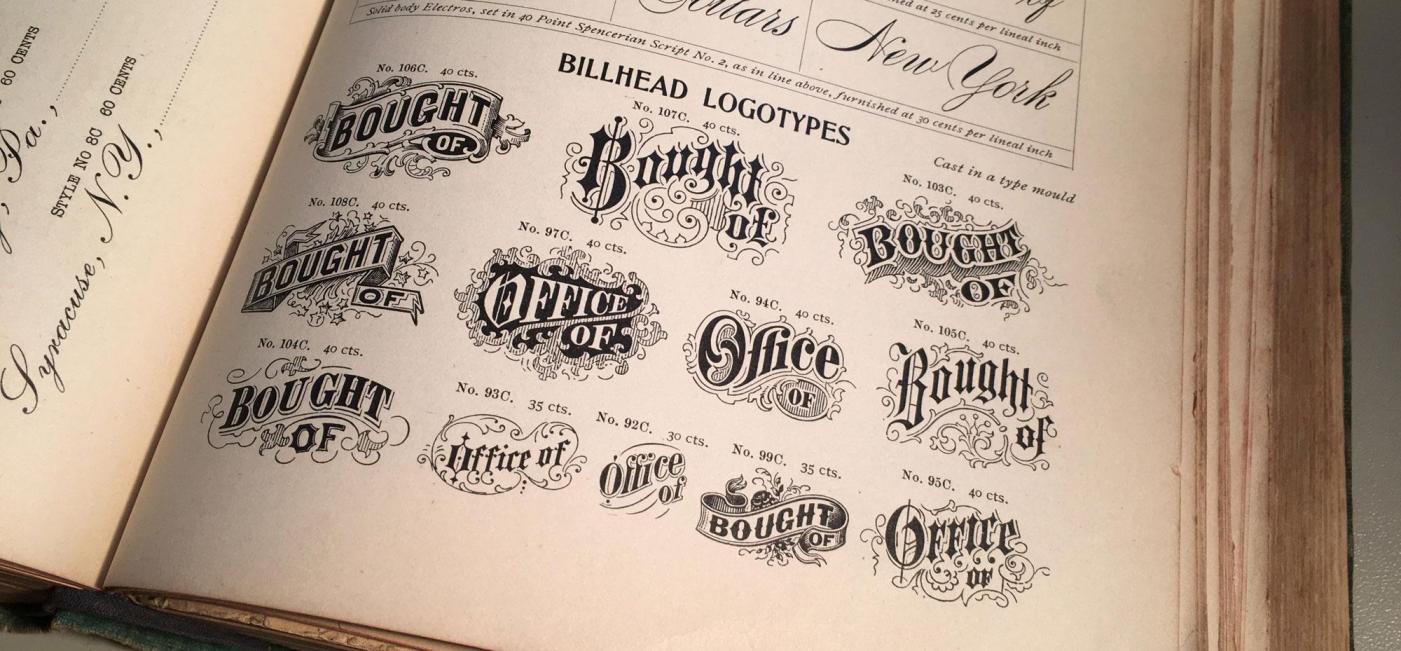 60 CENTS
Pa.,
STYLE No 80 60 CENTS
Syracuse, N.Y.,
Dollars
New York
Solid body Electros, set in 40 Point Spencerian Script No. 2, as in line above, furnished at 30 cents per lineal inch
at 25 cents per lineal inch
BILLHEAD LOGOTYPES
Cast in a type mould
No. 106C. 40 cts.
BOUGHT
OF
No. 107C. 40 cts.
Bought
of
No. 103C. 40 cts.
BOUGHT
OF
No. 108C. 40 cts.
BOUGHT
OF
No. 97C. 40 cts.
OFFICE
OF
No. 94C. 40 cts.
Office
OF
No. 105C. 40 cts.
Bought
of
No. 104C. 40 cts.
BOUGHT
OF
No. 93C. 35 cts.
Office of
No. 92C. 30 cts.
Office
of
No. 99C. 35 cts.
BOUGHT
OF
No. 95C. 40 cts.
OFFICE
OF